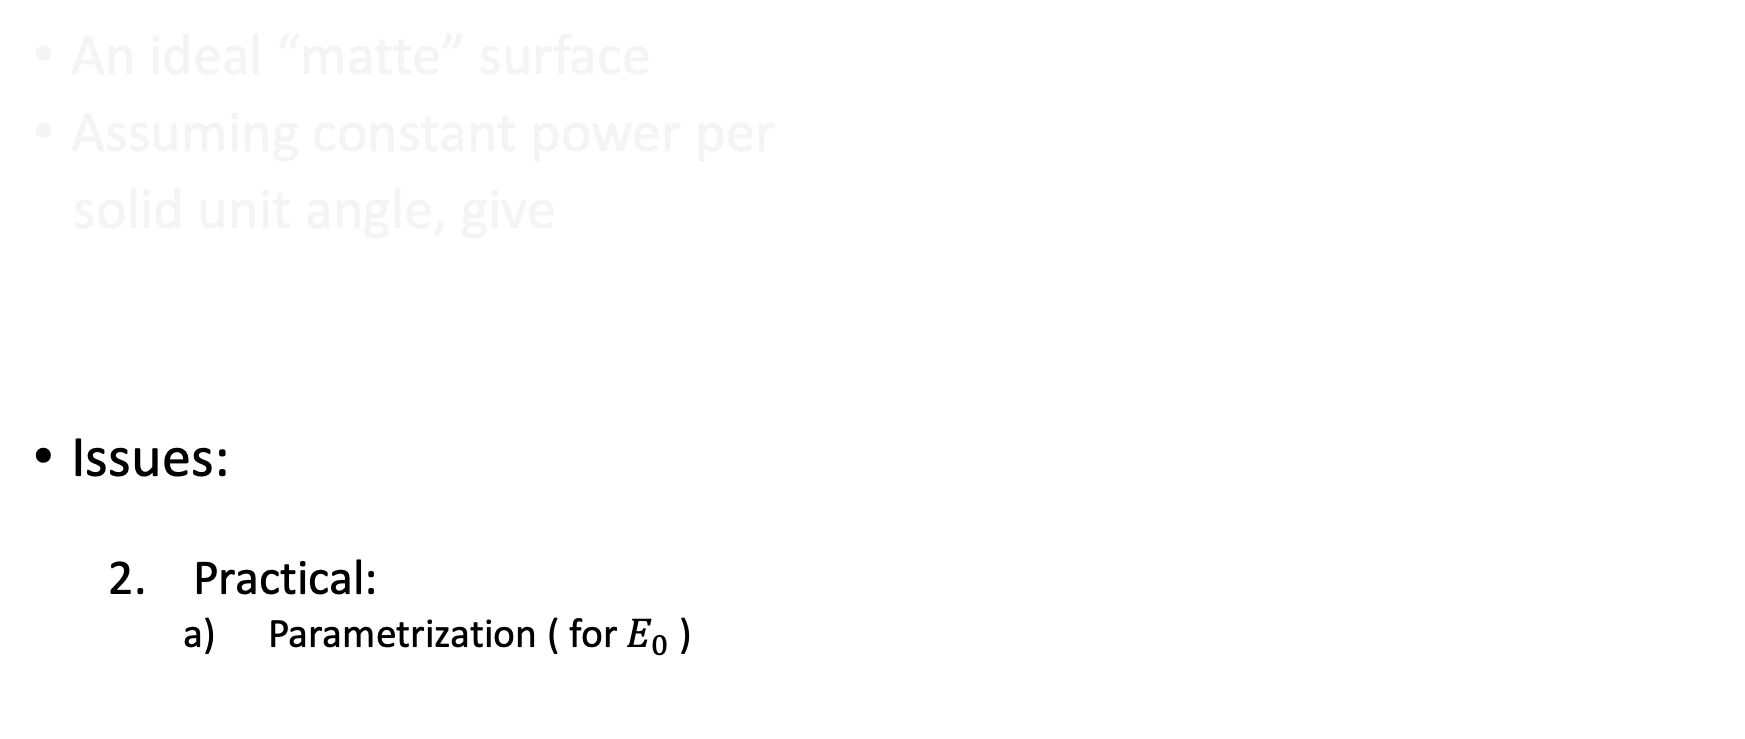 • An ideal “matte” surface
• Assuming constant power per
solid unit angle, give
• Issues:
2. Practical:
a) Parametrization ( for E₀ )